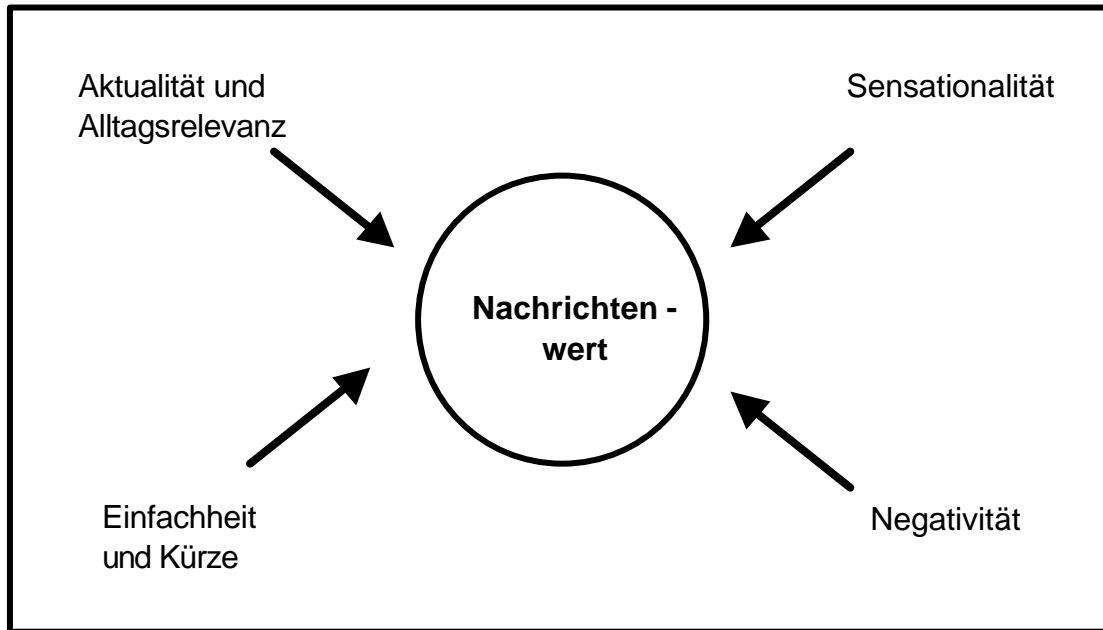 Aktualität und
Alltagsrelevanz
Sensationalität
Nachrichten -
wert
Einfachheit
und Kürze
Negativität